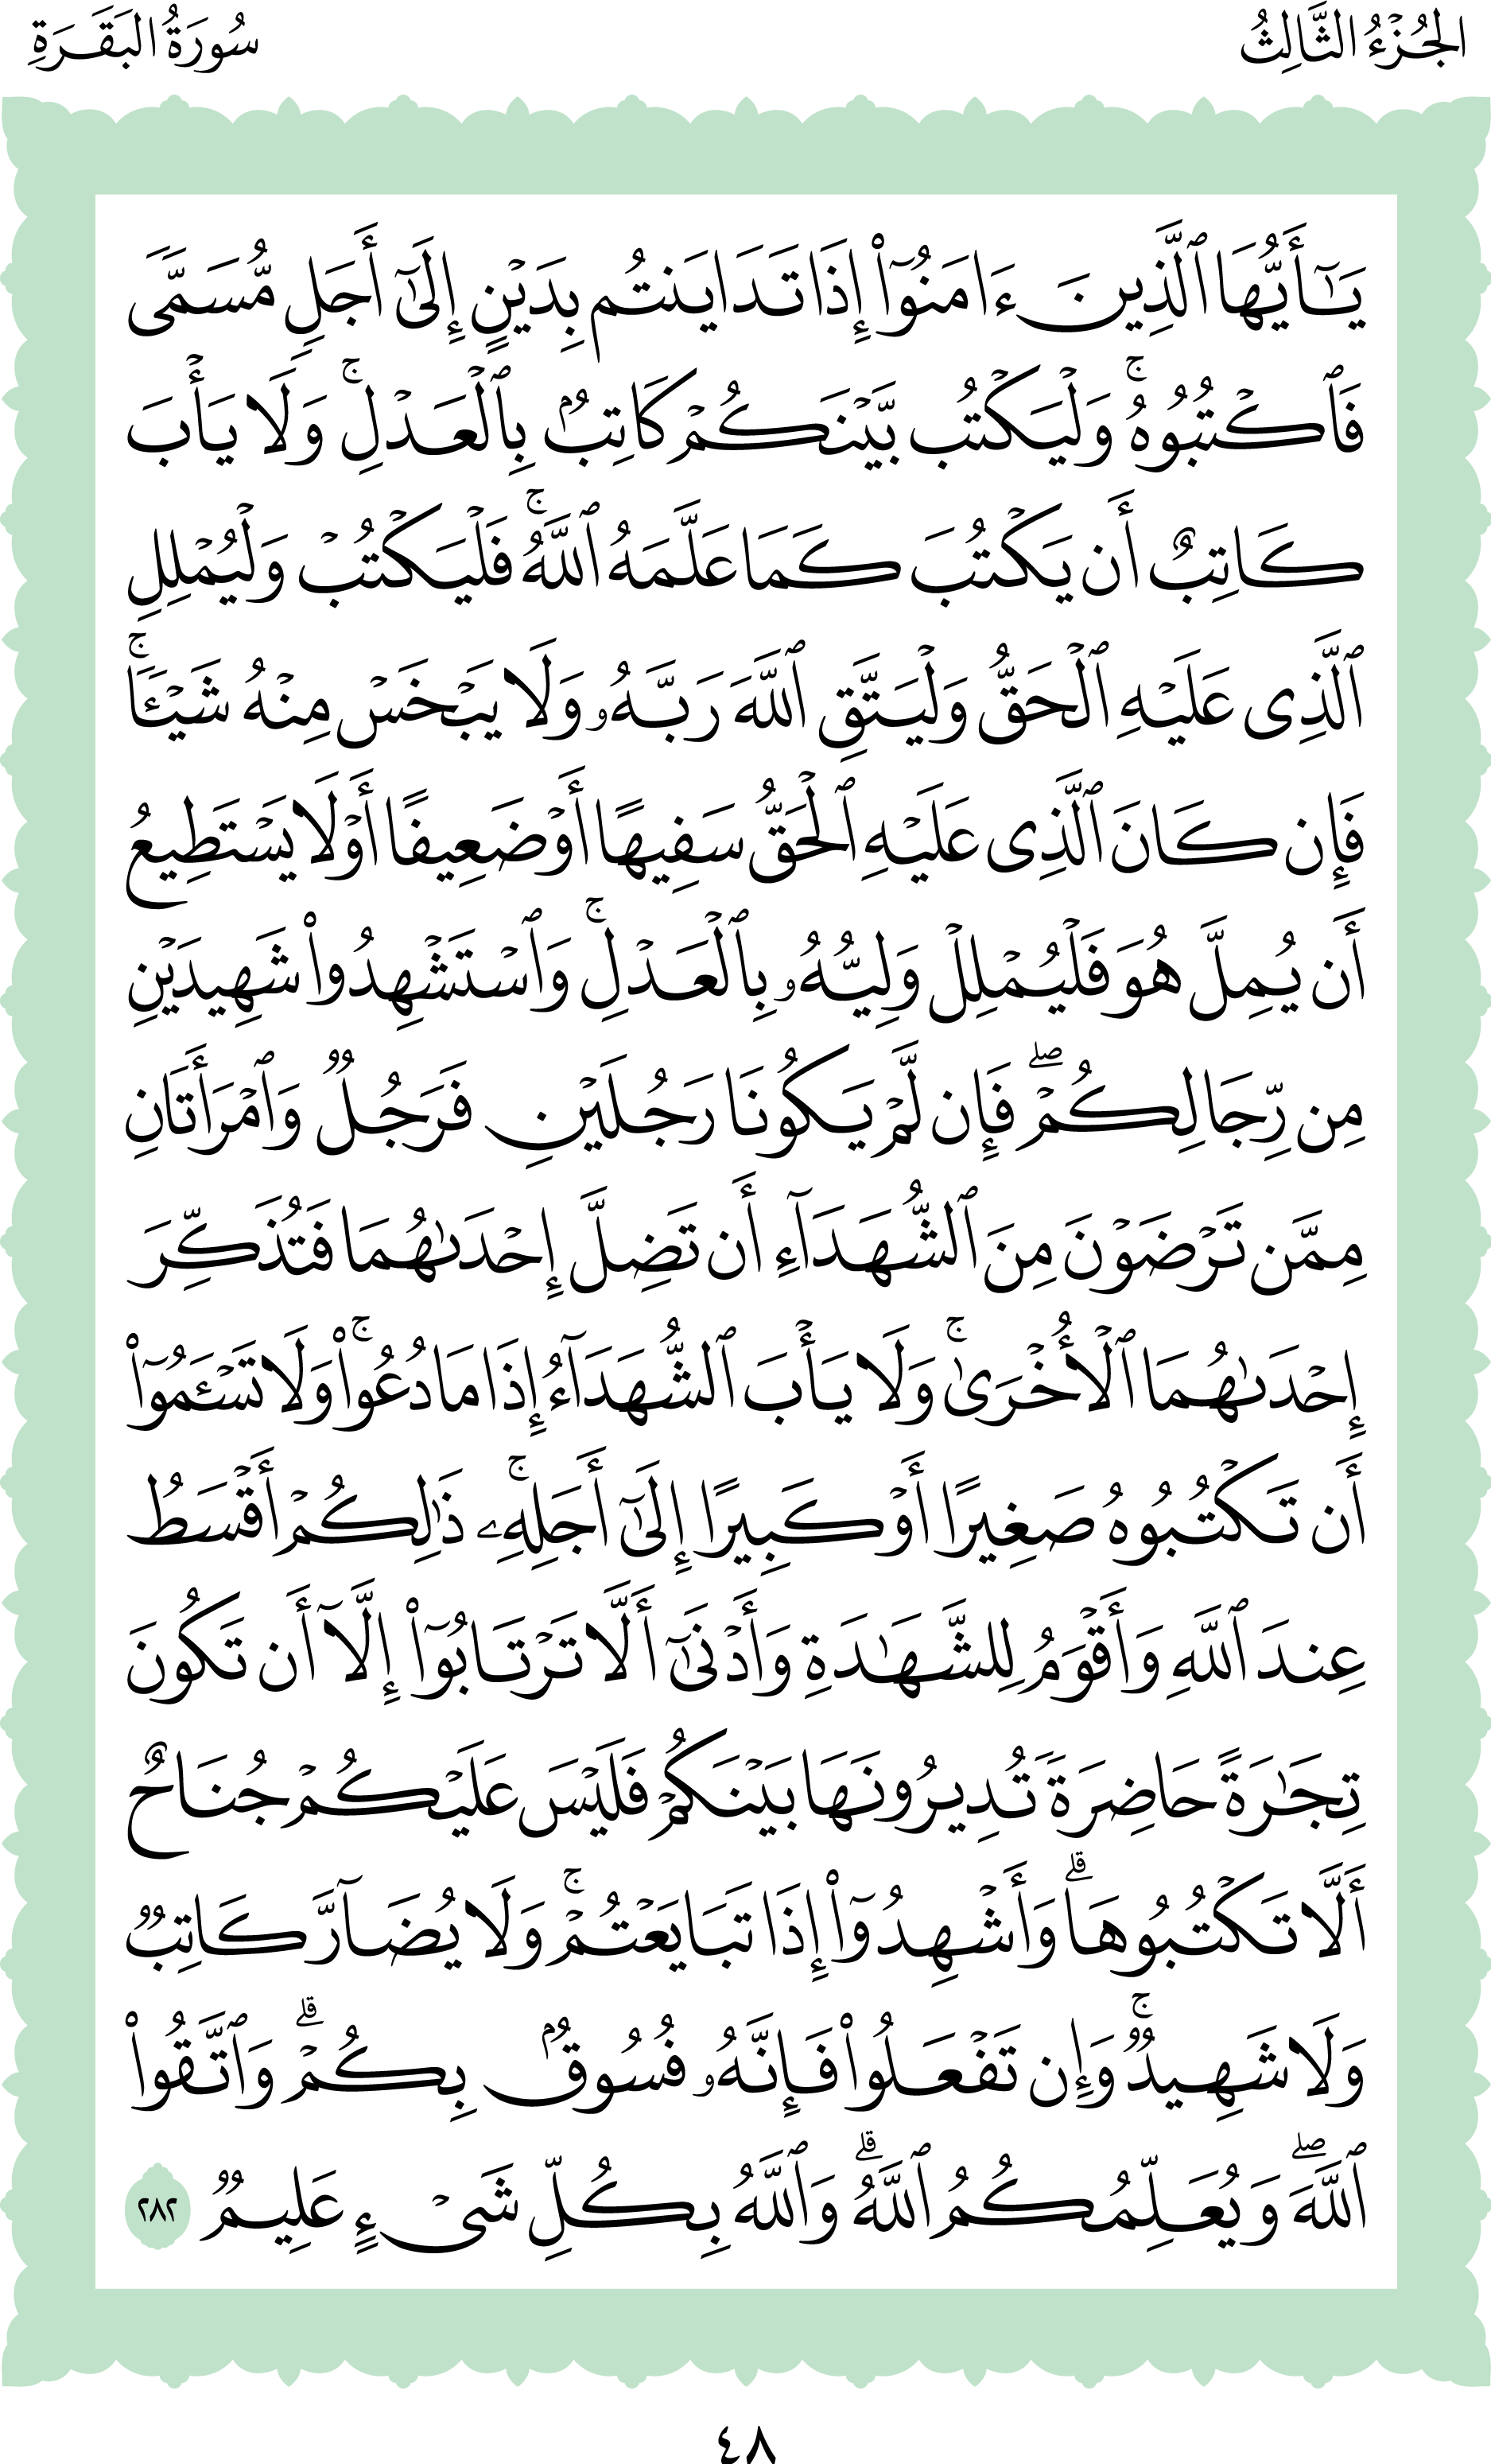 الجُزْءُ الثَّالِثُ
سُورَةُ البَقَرَةِ
يَـٰٓأَيُّهَا ٱلَّذِينَ ءَامَنُوٓا۟ إِذَا تَدَايَنتُم بِدَيْنٍ إِلَىٰٓ أَجَلٍ مُّسَمًّى
فَٱكْتُبُوهُ ۚ وَلْيَكْتُب بَّيْنَكُمْ كَاتِبٌۢ بِٱلْعَدْلِ ۚ وَلَا يَأْبَ
كَاتِبٌ أَن يَكْتُبَ كَمَا عَلَّمَهُ ٱللَّهُ ۚ فَلْيَكْتُبْ وَلْيُمْلِلِ
ٱلَّذِى عَلَيْهِ ٱلْحَقُّ وَلْيَتَّقِ ٱللَّهَ رَبَّهُۥ وَلَا يَبْخَسْ مِنْهُ شَيْـًٔا ۚ
فَإِن كَانَ ٱلَّذِى عَلَيْهِ ٱلْحَقُّ سَفِيهًا أَوْ ضَعِيفًا أَوْ لَا يَسْتَطِيعُ
أَن يُمِلَّ هُوَ فَلْيُمْلِلْ وَلِيُّهُۥ بِٱلْعَدْلِ ۚ وَٱسْتَشْهِدُوا۟ شَهِيدَيْنِ
مِن رِّجَالِكُمْ ۖ فَإِن لَّمْ يَكُونَا رَجُلَيْنِ فَرَجُلٌ وَٱمْرَأَتَانِ
مِمَّن تَرْضَوْنَ مِنَ ٱلشُّهَدَآءِ أَن تَضِلَّ إِحْدَىٰهُمَا فَتُذَكِّرَ
إِحْدَىٰهُمَا ٱلْأُخْرَىٰ ۚ وَلَا يَأْبَ ٱلشُّهَدَآءُ إِذَا مَا دُعُوا۟ ۚ وَلَا تَسْـَٔمُوٓا۟
أَن تَكْتُبُوهُ صَغِيرًا أَوْ كَبِيرًا إِلَىٰٓ أَجَلِهِۦ ۚ ذَٰلِكُمْ أَقْسَطُ
عِندَ ٱللَّهِ وَأَقْوَمُ لِلشَّهَـٰدَةِ وَأَدْنَىٰٓ أَلَّا تَرْتَابُوٓا۟ إِلَّآ أَن تَكُونَ
تِجَـٰرَةً حَاضِرَةً تُدِيرُونَهَا بَيْنَكُمْ فَلَيْسَ عَلَيْكُمْ جُنَاحٌ
أَلَّا تَكْتُبُوهَا ۗ وَأَشْهِدُوٓا۟ إِذَا تَبَايَعْتُمْ ۚ وَلَا يُضَآرَّ كَاتِبٌ
وَلَا شَهِيدٌ ۚ وَإِن تَفْعَلُوا۟ فَإِنَّهُۥ فُسُوقٌۢ بِكُمْ ۗ وَٱتَّقُوا۟
ٱللَّهَ ۖ وَيُعَلِّمُكُمُ ٱللَّهُ ۗ وَٱللَّهُ بِكُلِّ شَىْءٍ عَلِيمٌ ٢٨٢
٤٨